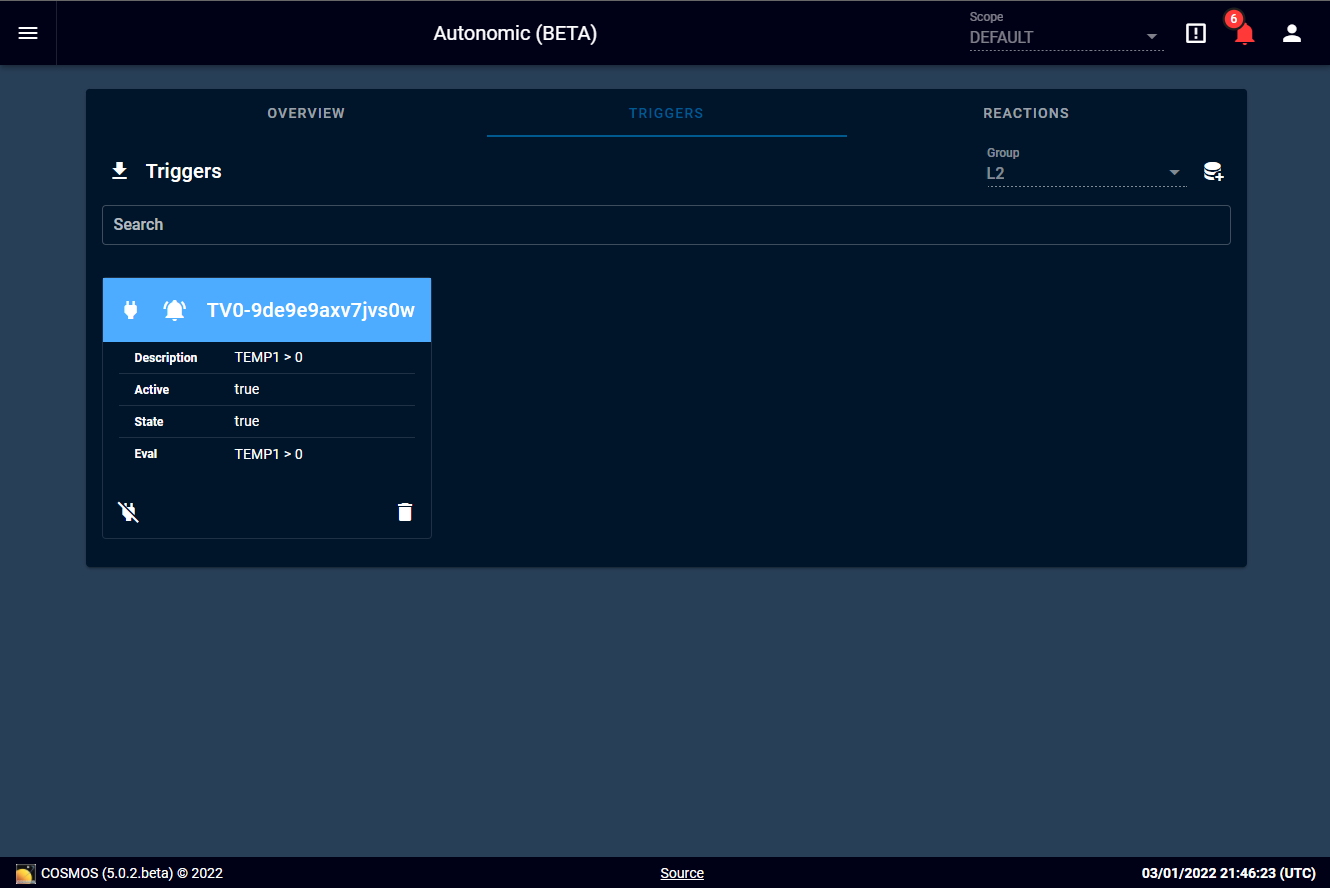 Autonomic (BETA)
Scope
DEFAULT
6
OVERVIEW
TRIGGERS
REACTIONS
Triggers
Group
L2
Search
TV0-9de9e9axv7jvs0w
Description TEMP1 > 0
Active true
State true
Eval TEMP1 > 0
COSMOS (5.0.2.beta) © 2022
Source
03/01/2022 21:46:23 (UTC)